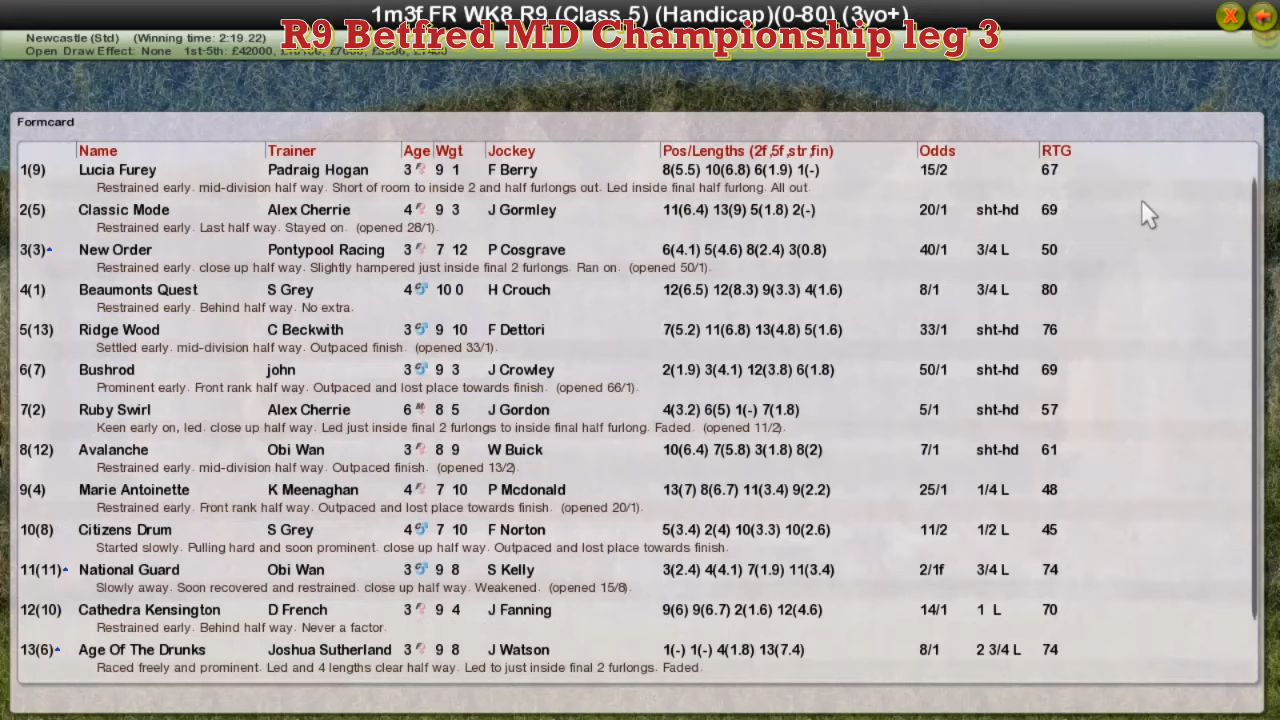 1m3f FR WK8 R9 (Class 5) (Handicap)(0-80) (3yo+)
R9 Betfred MD Championship leg 3
Newcastle (Std) (Winning time: 2:19.22)
Open Draw Effect: None 1st-5th: £42000,
Formcard
Name Trainer Age Wgt Jockey Pos/Lengths (2f,5f,str,fin) Odds RTG
1(9) Lucia Furey Padraig Hogan 3 9 1 F Berry 8(5.5) 10(6.8) 6(1.9) 1(-) 15/2 67
Restrained early. mid-division half way. Short of room to inside 2 and half furlongs out. Led inside final half furlong. All out.
2(5) Classic Mode Alex Cherrie 4 9 3 J Gormley 11(6.4) 13(9) 5(1.8) 2(-) 20/1 sht-hd 69
Restrained early. Last half way. Stayed on. (opened 28/1).
3(3) New Order Pontypool Racing 3 7 12 P Cosgrave 6(4.1) 5(4.6) 8(2.4) 3(0.8) 40/1 3/4 L 50
Restrained early. close up half way. Slightly hampered just inside final 2 furlongs. Ran on. (opened 50/1).
4(1) Beaumonts Quest S Grey 4 10 0 H Crouch 12(6.5) 12(8.3) 9(3.3) 4(1.6) 8/1 3/4 L 80
Restrained early. Behind half way. No extra.
5(13) Ridge Wood C Beckwith 3 9 10 F Dettori 7(5.2) 11(6.8) 13(4.8) 5(1.6) 33/1 sht-hd 76
Settled early. mid-division half way. Outpaced finish. (opened 33/1).
6(7) Bushrod john 3 9 3 J Crowley 2(1.9) 3(4.1) 12(3.8) 6(1.8) 50/1 sht-hd 69
Prominent early. Front rank half way. Outpaced and lost place towards finish. (opened 66/1).
7(2) Ruby Swirl Alex Cherrie 6 8 5 J Gordon 4(3.2) 6(5) 1(-) 7(1.8) 5/1 sht-hd 57
Keen early on, led. close up half way. Led just inside final 2 furlongs to inside final half furlong. Faded. (opened 11/2).
8(12) Avalanche Obi Wan 3 8 9 W Buick 10(6.4) 7(5.8) 3(1.8) 8(2) 7/1 sht-hd 61
Restrained early. mid-division half way. Outpaced finish. (opened 13/2).
9(4) Marie Antoinette K Meenaghan 4 7 10 P Mcdonald 13(7) 8(6.7) 11(3.4) 9(2.2) 25/1 1/4 L 48
Restrained early. Front rank half way. Outpaced and lost place towards finish. (opened 20/1).
10(8) Citizens Drum S Grey 4 7 10 F Norton 5(3.4) 2(4) 10(3.3) 10(2.6) 11/2 1/2 L 45
Started slowly. Pulling hard and soon prominent. close up half way. Outpaced and lost place towards finish.
11(11) National Guard Obi Wan 3 9 8 S Kelly 3(2.4) 4(4.1) 7(1.9) 11(3.4) 2/1f 3/4 L 74
Slowly away. Soon recovered and restrained. close up half way. Weakened. (opened 15/8).
12(10) Cathedra Kensington D French 3 9 4 J Fanning 9(6) 9(6.7) 2(1.6) 12(4.6) 14/1 1 L 70
Restrained early. Behind half way. Never a factor.
13(6) Age Of The Drunks Joshua Sutherland 3 9 8 J Watson 1(-) 1(-) 4(1.8) 13(7.4) 8/1 2 3/4 L 74
Raced freely and prominent. Led and 4 lengths clear half way. Led to just inside final 2 furlongs. Faded.